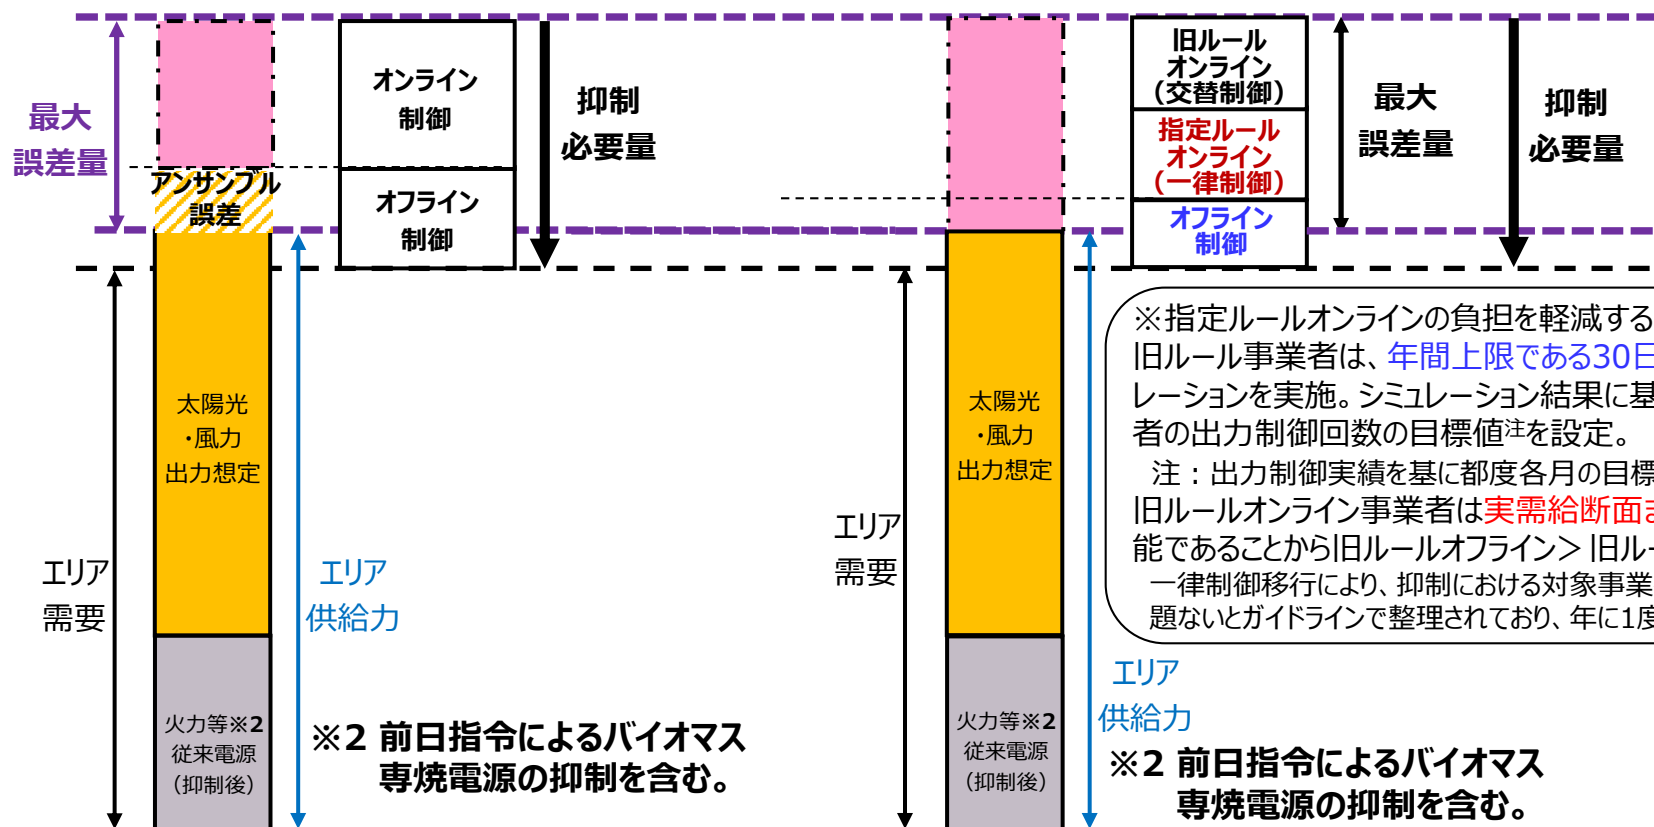 最大
誤差量
アンサンブル
誤差
オンライン
制御
オフライン
制御
抑制
必要量
太陽光
・風力
出力想定
エリア
需要
エリア
供給力
火力等※2
従来電源
（抑制後）
※2 前日指令によるバイオマス
専焼電源の抑制を含む。
旧ルール
オンライン
（交替制御）
指定ルール
オンライン
（一律制御）
オフライン
制御
最大
誤差量
抑制
必要量
太陽光
・風力
出力想定
エリア
需要
エリア
供給力
火力等※2
従来電源
（抑制後）
※指定ルールオンラインの負担を軽減する
旧ルール事業者は、年間上限である30日
レーションを実施。シミュレーション結果に基
者の出力制御回数の目標値注を設定。
注：出力制御実績を基に都度各月の目標
旧ルールオンライン事業者は実需給断面ま
能であることから旧ルールオフライン＞旧ルー
一律制御移行により、抑制における対象事業
題ないとガイドラインで整理されており、年に1度
※2 前日指令によるバイオマス
専焼電源の抑制を含む。